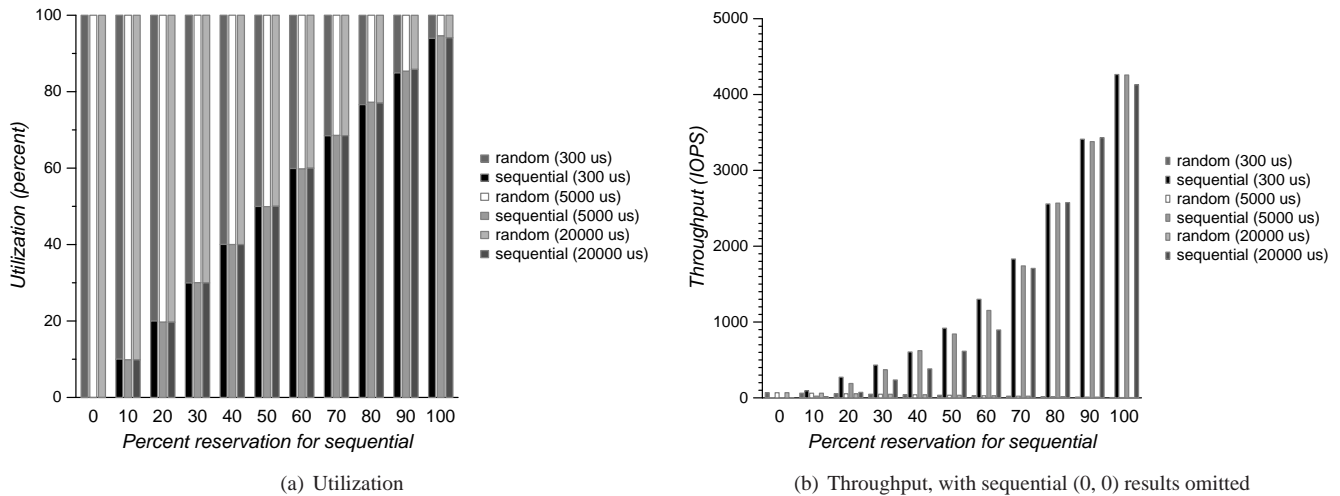 100
80
60
40
20
0
Utilization (percent)
0 10 20 30 40 50 60 70 80 90 100
Percent reservation for sequential
random (300 us)
sequential (300 us)
random (5000 us)
sequential (5000 us)
random (20000 us)
sequential (20000 us)
(a) Utilization
5000
4000
3000
2000
1000
0
Throughput (IOPS)
0 10 20 30 40 50 60 70 80 90 100
Percent reservation for sequential
random (300 us)
sequential (300 us)
random (5000 us)
sequential (5000 us)
random (20000 us)
sequential (20000 us)
(b) Throughput, with sequential (0, 0) results omitted